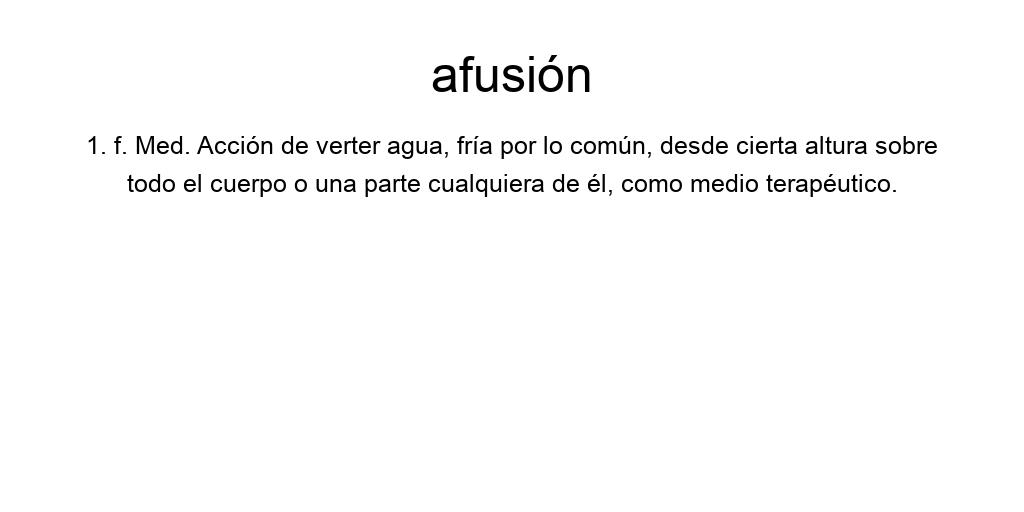 afusión
1. f. Med. Acción de verter agua, fría por lo común, desde cierta altura sobre
todo el cuerpo o una parte cualquiera de él, como medio terapéutico.